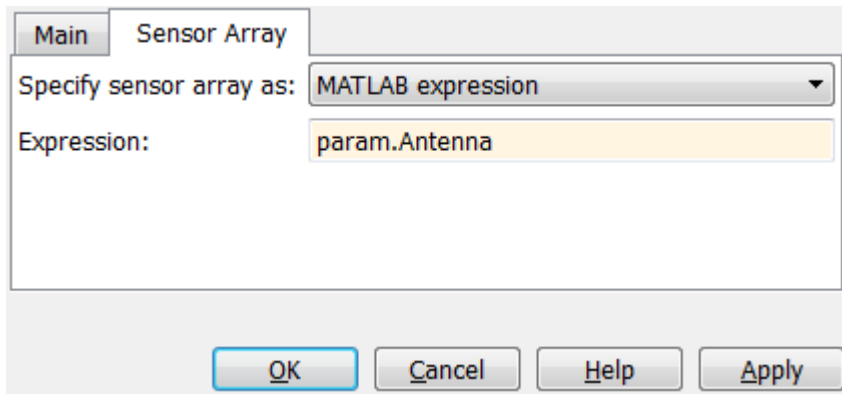 Main Sensor Array
Specify sensor array as: MATLAB expression
Expression: param.Antenna
OK Cancel Help Apply